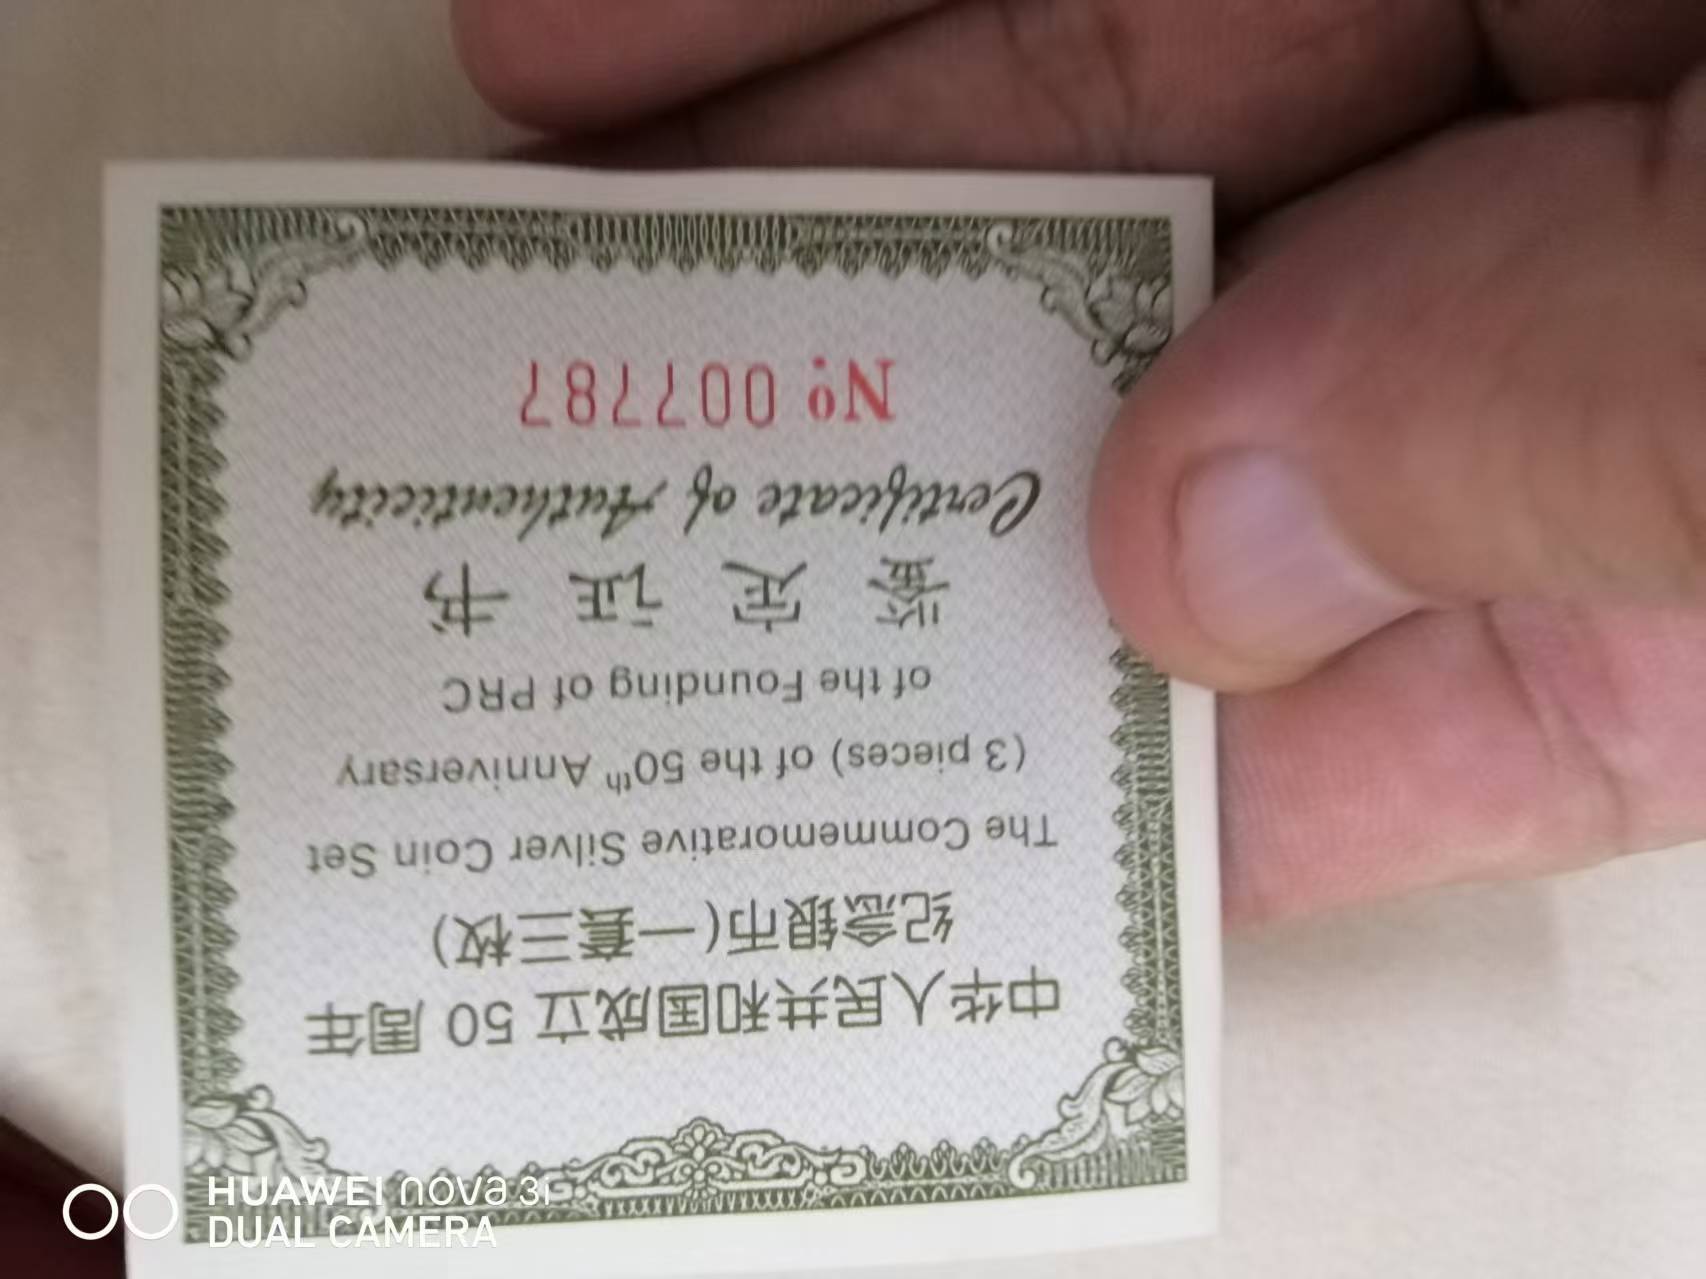 中华人民共和国成立 50 周年
纪念银币(一套三枚)
The Commemorative Silver Coin Set
(3 pieces) of the 50th Anniversary
of the Founding of PRC
鉴定证书
Certificate of Authenticity
No 007787
HUAWEI nova 3i
DUAL CAMERA